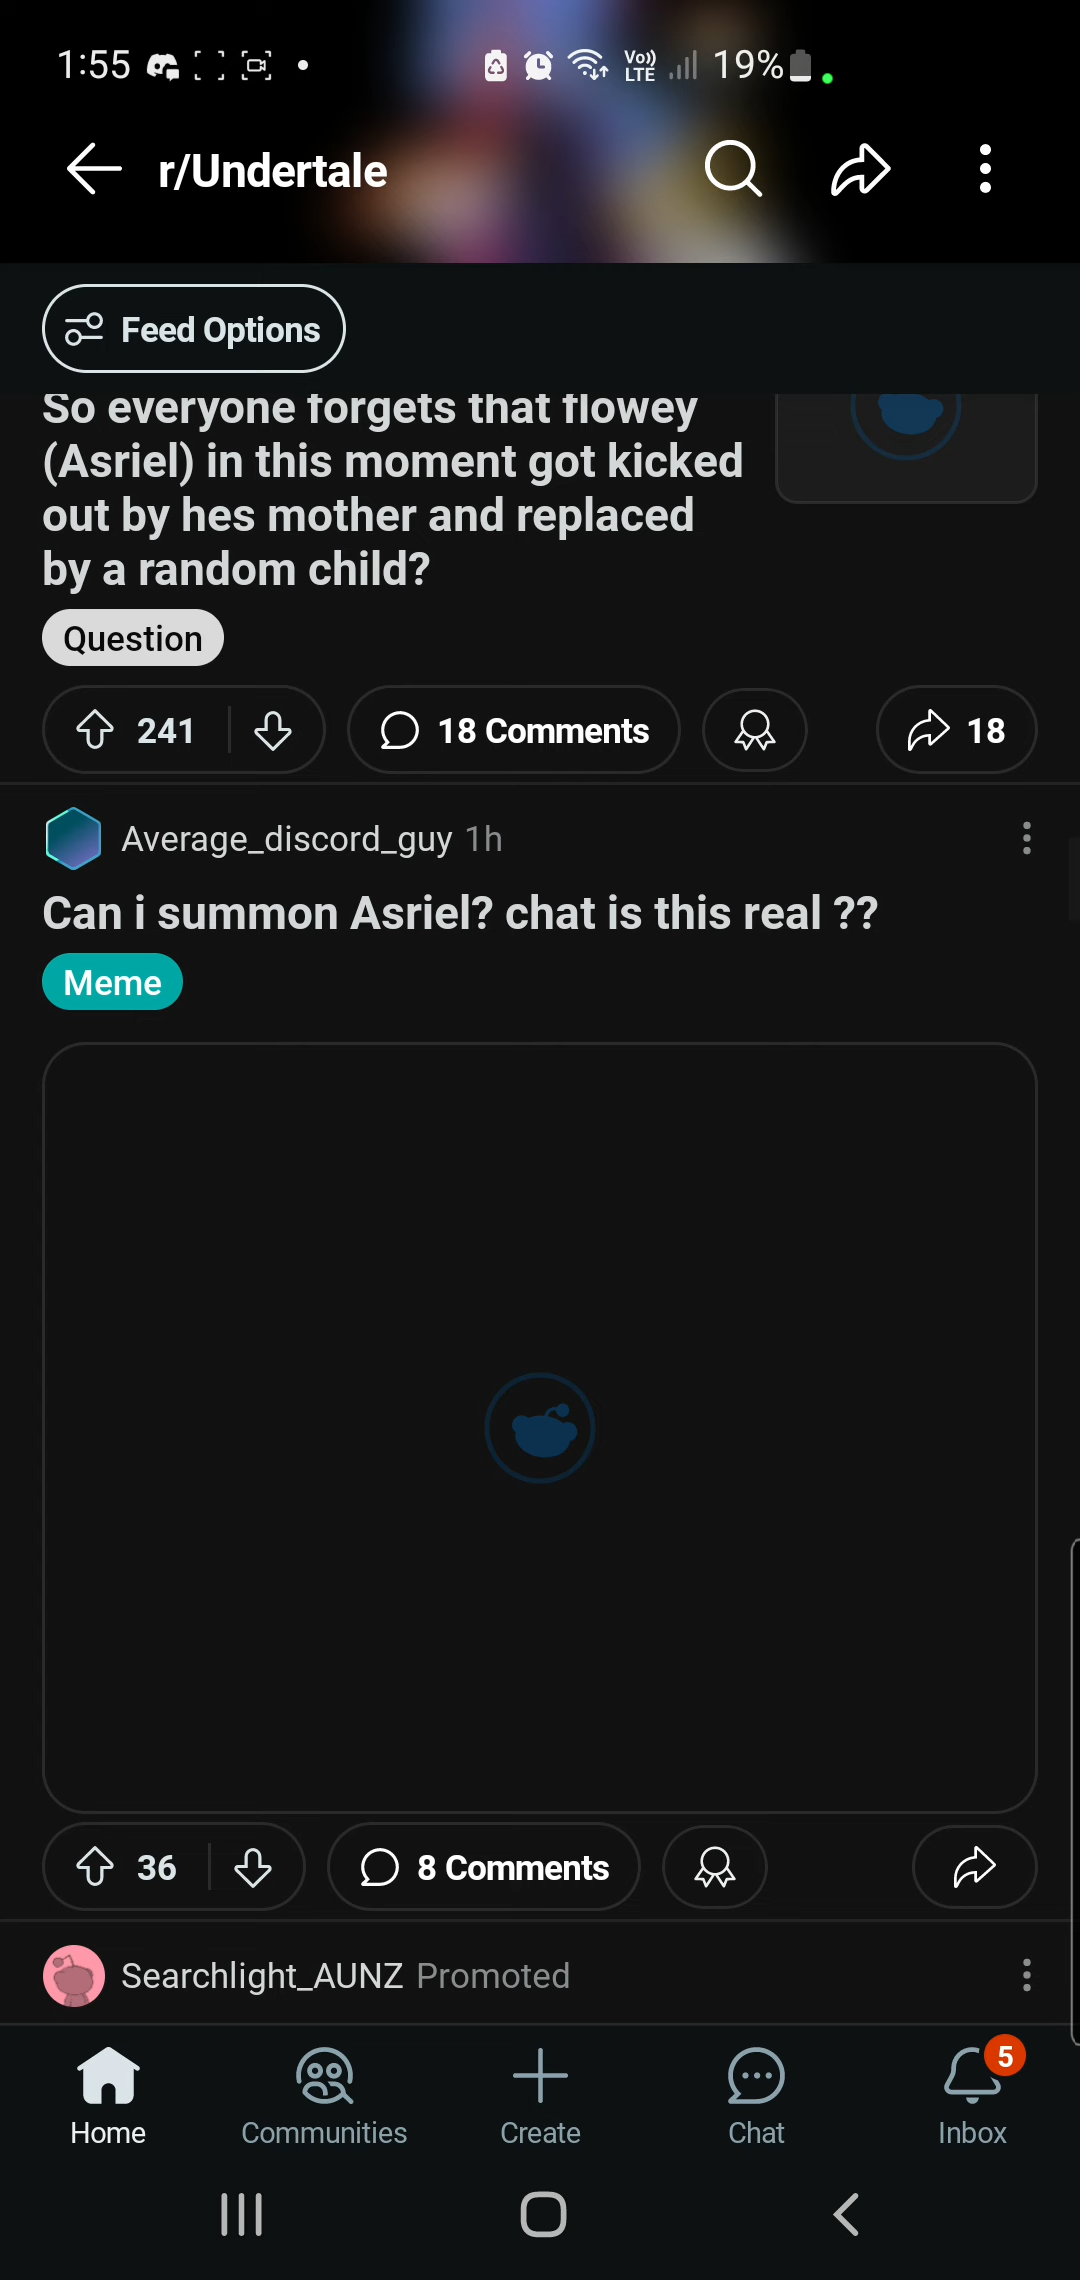 1:55 Vo)) LTE 19%
r/Undertale
Feed Options
So everyone forgets that flowey
(Asriel) in this moment got kicked
out by hes mother and replaced
by a random child?
Question
241 18 Comments 18
Average_discord_guy 1h
Can i summon Asriel? chat is this real ??
Meme
36 8 Comments
Searchlight_AUNZ Promoted
5
Home Communities Create Chat Inbox